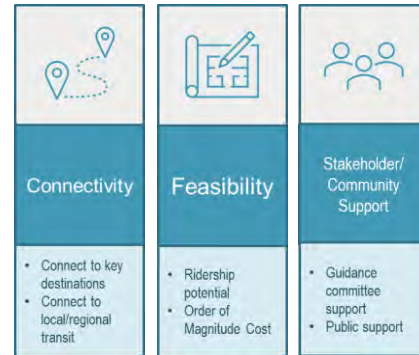 Connectivity
• Connect to key
destinations
• Connect to
local/regional
transit
Feasibility
• Ridership
potential
• Order of
Magnitude Cost
Stakeholder/
Community
Support
• Guidance
committee
support
• Public support